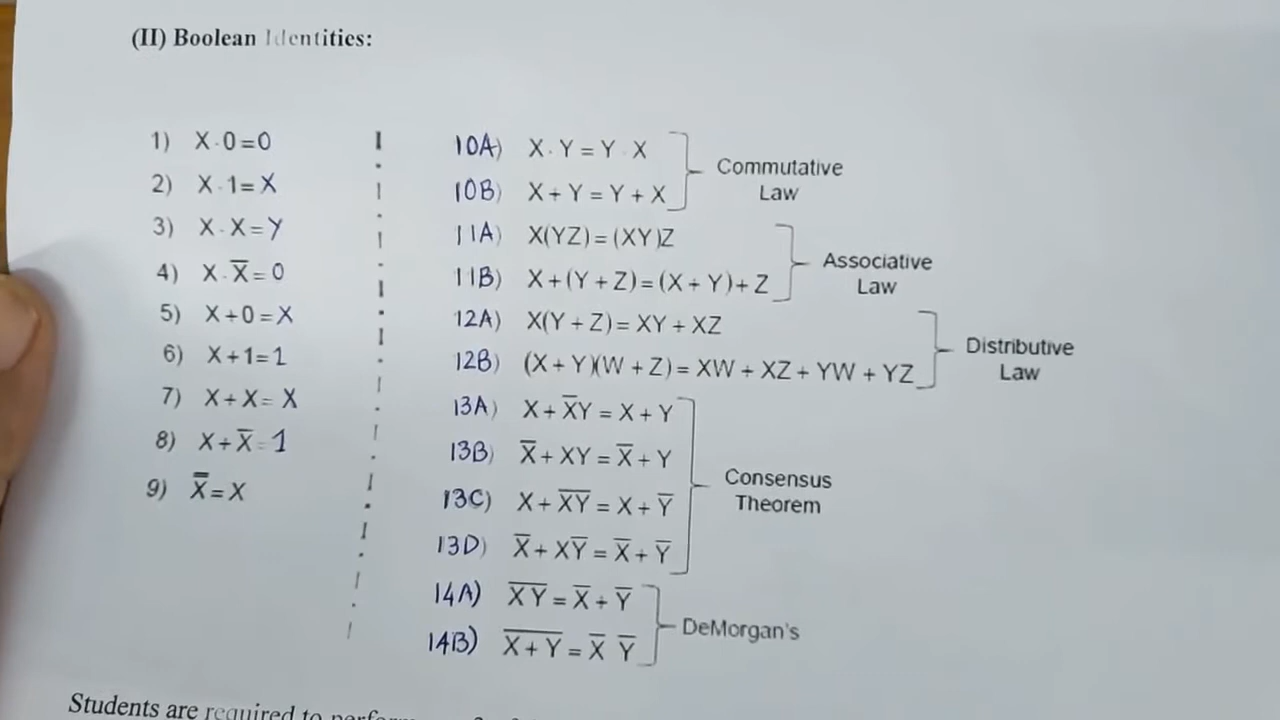 (II) Boolean Identities:
1) X·0=0
2) X·1=X
3) X·X=Y
4) X·X̅=0
5) X+0=X
6) X+1=1
7) X+X=X
8) X+X̅=1
9) X̿=X
10A) X·Y=Y·X
10B) X+Y=Y+X
Commutative
Law
11A) X(YZ)=(XY)Z
11B) X+(Y+Z)=(X+Y)+Z
Associative
Law
12A) X(Y+Z)=XY+XZ
12B) (X+Y)(W+Z)=XW+XZ+YW+YZ
Distributive
Law
13A) X+X̅Y=X+Y
13B) X̅+XY=X̅+Y
13C) X+X̅Y̅=X+Y̅
13D) X̅+XY̅=X̅+Y̅
Consensus
Theorem
14A) X̅Y̅=X̅+Y̅
14B) X̅+̅Y̅=X̅ Y̅
DeMorgan's
Students are required to